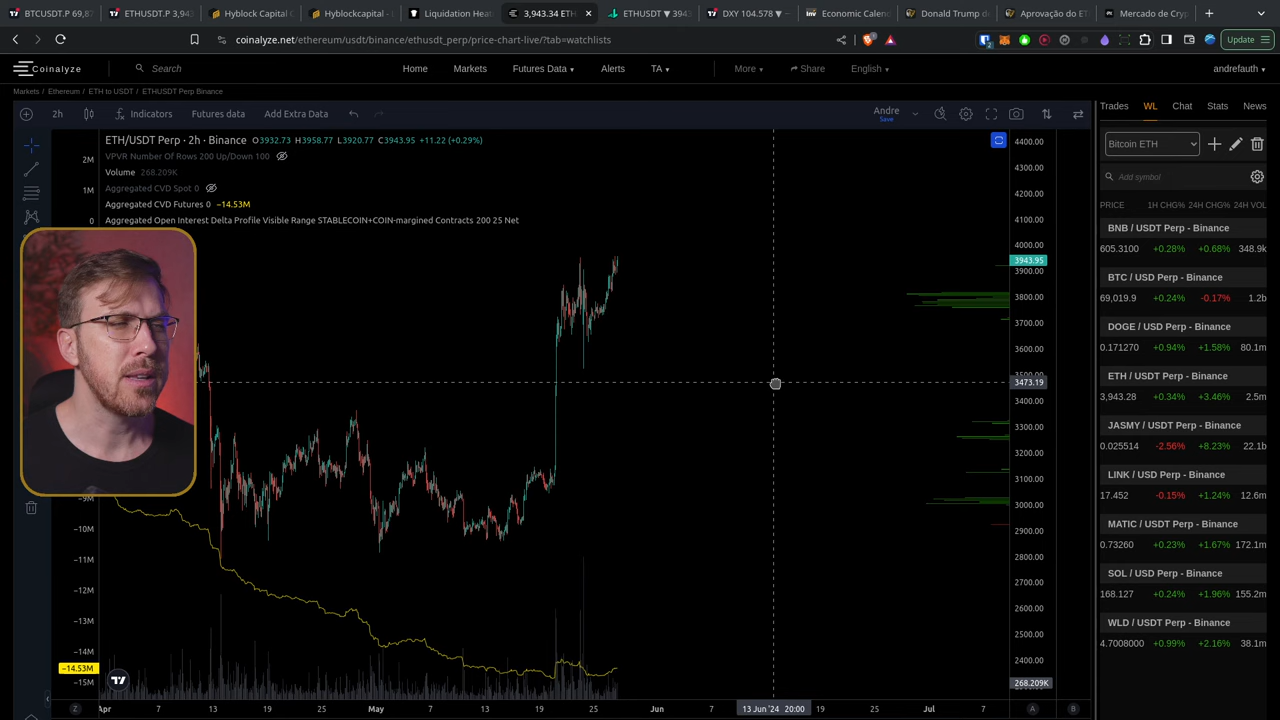 BTCUSDT.P 69,8
ETHUSDT.P 3,943
Hyblock Capital C
Hyblockcapital -
Liquidation Hea
3,943.34 ETH
ETHUSDT ▼ 394
DXY 104.578 ▼
Economic Calen
Donald Trump d
Aprovação do ET
Mercado de Cryp
coinalyze.net/ethereum/usdt/binance/ethusdt_perp/price-chart-live/?tab=watchlists
Update
Coinalyze
Search
Home
Markets
Futures Data
Alerts
TA
More
Share
English
andrefauth
Markets / Ethereum / ETH to USDT / ETHUSDT Perp Binance
2h
Indicators
Futures data
Add Extra Data
Andre
Save
Trades
WL
Chat
Stats
News
ETH/USDT Perp · 2h · Binance O3932.73 H3958.77 L3920.77 C3943.95 +11.22 (+0.29%)
VPVR Number Of Rows 200 Up/Down 100
Volume 268.209K
Aggregated CVD Spot 0
Aggregated CVD Futures 0 −14.53M
Aggregated Open Interest Delta Profile Visible Range STABLECOIN+COIN-margined Contracts 200 25 Net
2M
1M
0
−9M
−10M
−11M
−12M
−13M
−14M
−14.53M
−15M
4400.00
4300.00
4200.00
4100.00
4000.00
3943.95
3900.00
3800.00
3700.00
3600.00
3500.00
3473.19
3400.00
3300.00
3200.00
3100.00
3000.00
2900.00
2800.00
2700.00
2600.00
2500.00
2400.00
268.209K
Z
Apr
7
13
19
25
May
7
13
19
25
Jun
7
13 Jun '24 20:00
19
25
Jul
7
A
B
Bitcoin ETH
Add symbol
PRICE 1H CHG% 24H CHG% 24H VOL
BNB / USDT Perp - Binance
605.3100 +0.28% +0.68% 348.9k
BTC / USDT Perp - Binance
69,019.9 +0.24% -0.17% 1.2b
DOGE / USD Perp - Binance
0.171270 +0.94% +1.58% 80.1m
ETH / USDT Perp - Binance
3,943.28 +0.34% +3.46% 2.5m
JASMY / USDT Perp - Binance
0.025514 -2.56% +8.23% 22.1b
LINK / USD Perp - Binance
17.452 -0.15% +1.24% 12.6m
MATIC / USDT Perp - Binance
0.73260 +0.23% +1.67% 172.1m
SOL / USD Perp - Binance
168.127 +0.24% +1.96% 155.2m
WLD / USDT Perp - Binance
4.7008000 +0.99% +2.16% 38.1m